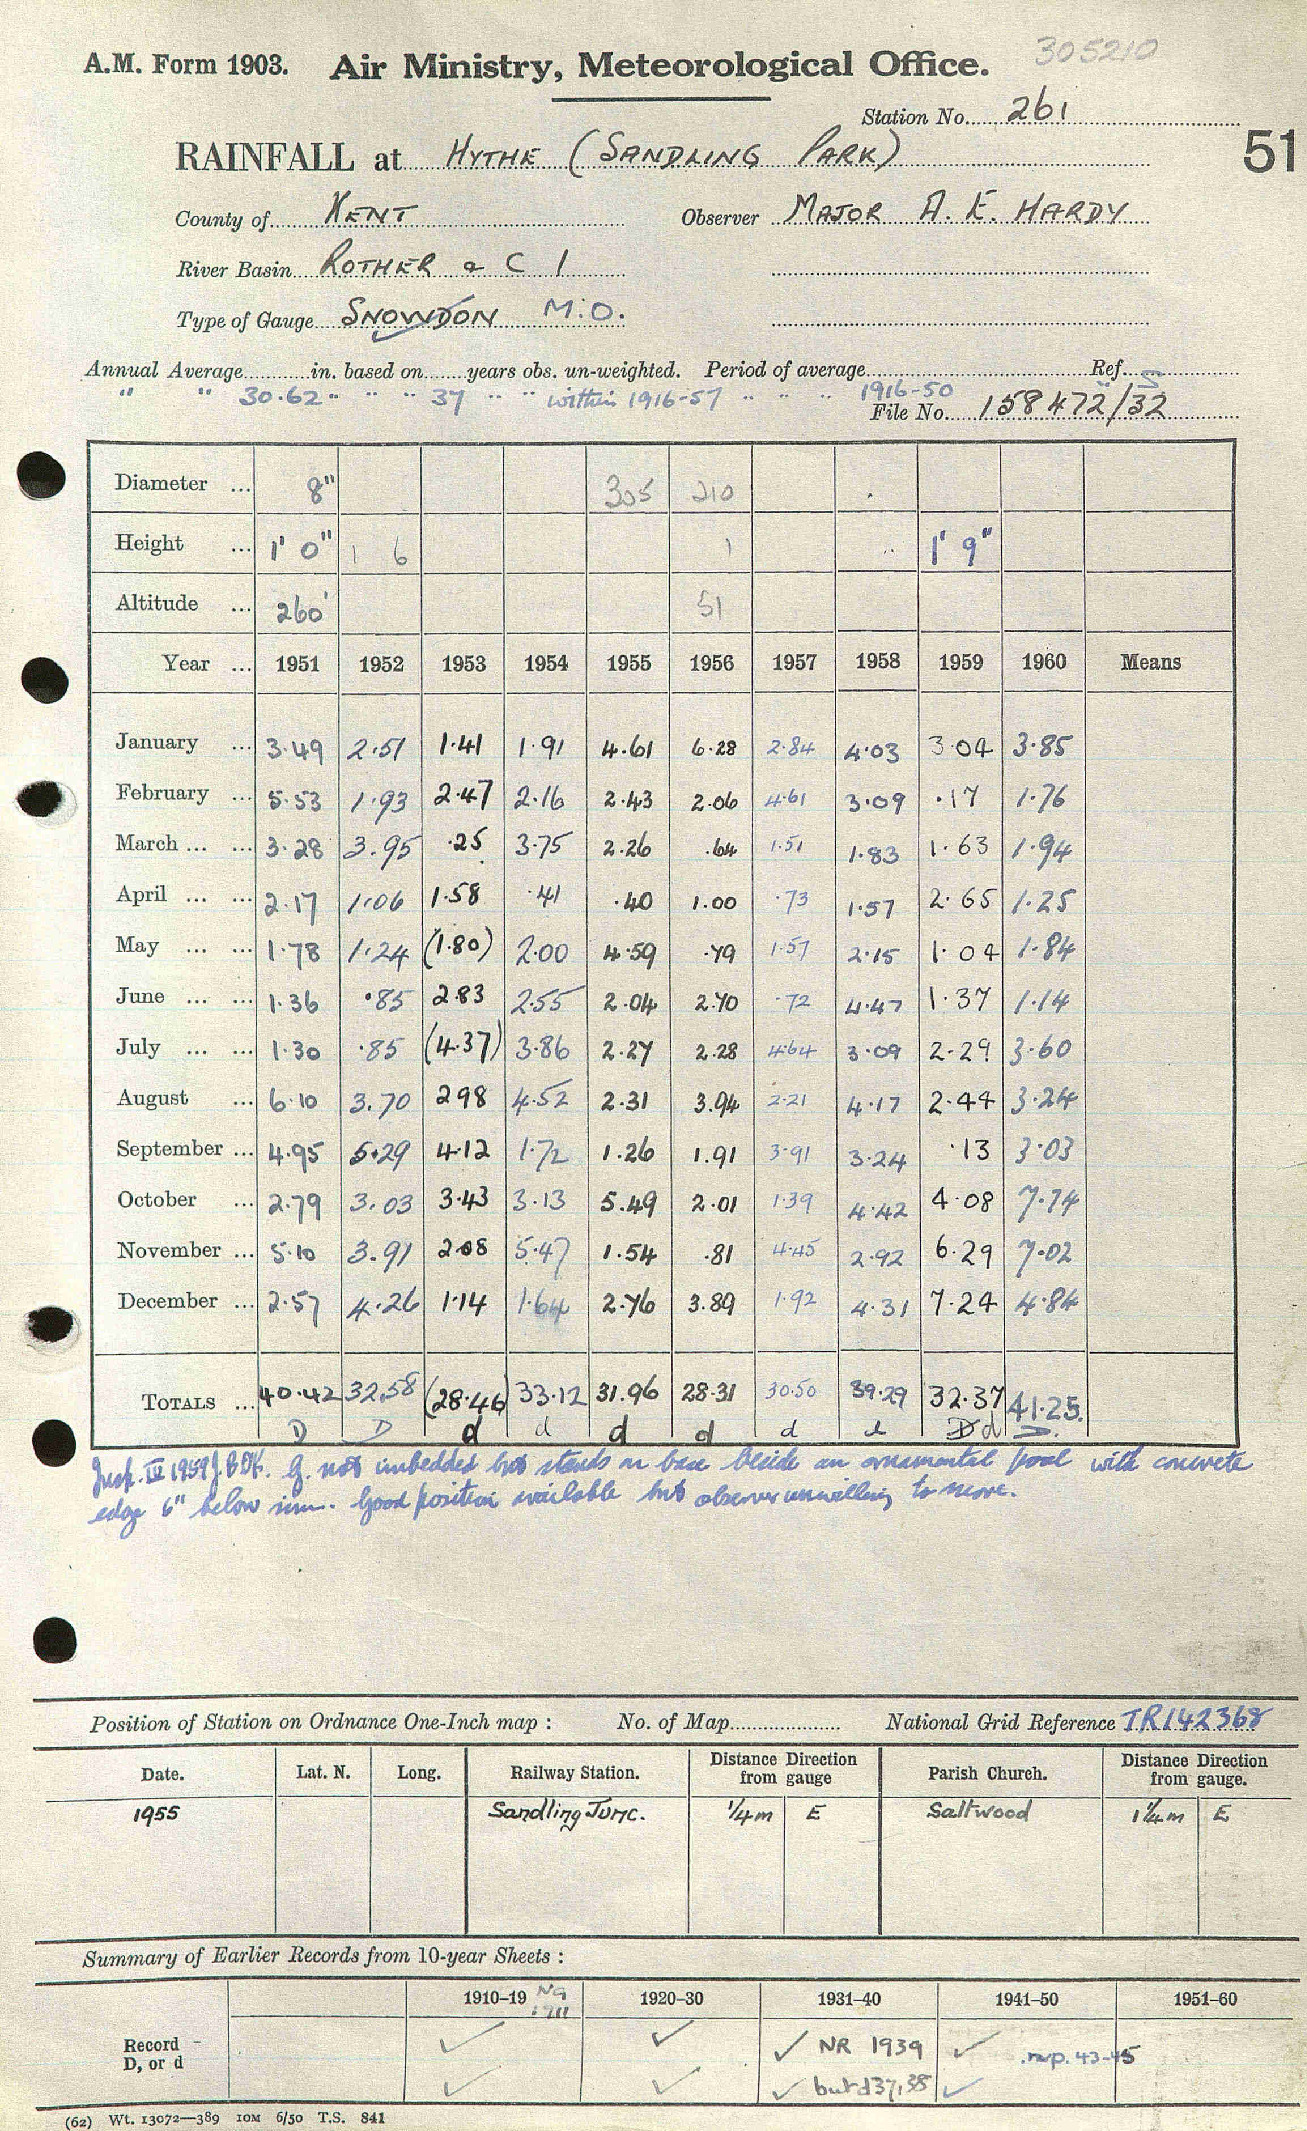 305210
A.M. Form 1903. Air Ministry, Meteorological Office.
Station No. 261
51
RAINFALL at HYTHE (SANDLING PARK)
County of KENT Observer MAJOR A. E. HARDY
River Basin ROTHER & C 1
Type of Gauge SNOWDON M.O.
Annual Average in. based on years obs. un-weighted. Period of average Ref. S
" " 30.62 " " " 37 " " within 1916-57 " " " 1916-50
File No. 158472/32
Diameter ... 8" 305 210
Height ... 1' 0" 1 6 1 1' 9"
Altitude ... 260' 51
Year ... 1951 1952 1953 1954 1955 1956 1957 1958 1959 1960 Means
January ... 3.49 2.51 1.41 1.91 4.61 6.28 2.84 4.03 3.04 3.85
February ... 5.53 1.93 2.47 2.16 2.43 2.06 4.61 3.09 .17 1.76
March ... ... 3.28 3.95 .25 3.75 2.26 .64 1.51 1.83 1.63 1.94
April ... ... 2.17 1.06 1.58 .41 .40 1.00 .73 1.57 2.65 1.25
May ... ... 1.78 1.24 (1.80) 2.00 4.59 .79 1.57 2.15 1.04 1.84
June ... ... 1.36 .85 2.83 2.55 2.04 2.70 .72 4.47 1.37 1.14
July ... ... 1.30 .85 (4.37) 3.86 2.27 2.28 4.64 3.09 2.29 3.60
August ... 6.10 3.70 2.98 4.52 2.31 3.94 2.21 4.17 2.44 3.24
September ... 4.95 5.29 4.12 1.72 1.26 1.91 3.91 3.24 .13 3.03
October ... 2.79 3.03 3.43 3.13 5.49 2.01 1.39 4.42 4.08 7.74
November ... 5.10 3.91 2.08 5.47 1.54 .81 4.45 2.92 6.29 7.02
December ... 2.57 4.26 1.14 1.64 2.76 3.89 1.92 4.31 7.24 4.84
TOTALS ... 40.42 32.58 (28.46) 33.12 31.96 28.31 30.50 39.29 32.37 41.25
D D d d d d d d D d D
Insp. IV 1959 G. not imbedded but stands on base beside an ornamental pool with concrete
edge 6" below rim. Good position available but observer unwilling to move.
Position of Station on Ordnance One-Inch map : No. of Map National Grid Reference TR142368
Date. Lat. N. Long. Railway Station. Distance Direction from gauge Parish Church. Distance Direction from gauge.
1955 Sandling Junc. 1/4 m E Saltwood 1 1/4 m E
Summary of Earlier Records from 10-year Sheets :
1910-19 1920-30 1931-40 1941-50 1951-60
1911
Record ✓ ✓ ✓ NR 1939 ✓ 43-45
D, or d ✓ ✓ ✓ but d 37, 38 ✓
(62) Wt. 13072—389 10M 6/50 T.S. 841